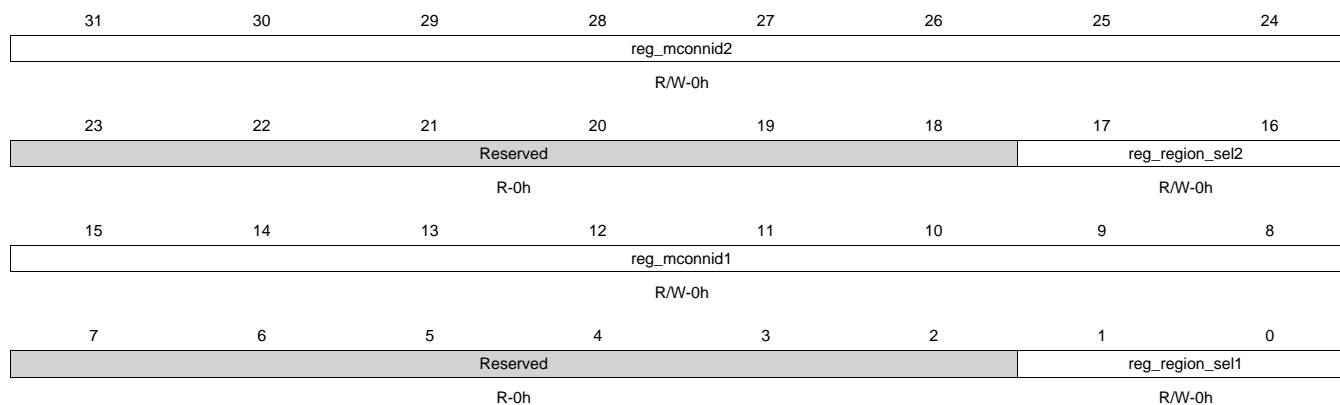 31 30 29 28 27 26 25 24
reg_mconnid2
R/W-0h
23 22 21 20 19 18 17 16
Reserved reg_region_sel2
R-0h R/W-0h
15 14 13 12 11 10 9 8
reg_mconnid1
R/W-0h
7 6 5 4 3 2 1 0
Reserved reg_region_sel1
R-0h R/W-0h